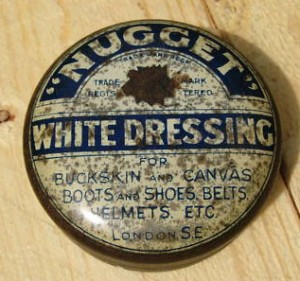 "NUGGET"
TRADE MARK
REGIS TERED
WHITE DRESSING
FOR
BUCKSKIN AND CANVAS
BOOTS AND SHOES, BELTS,
HELMETS, ETC.
LONDON, S.E.